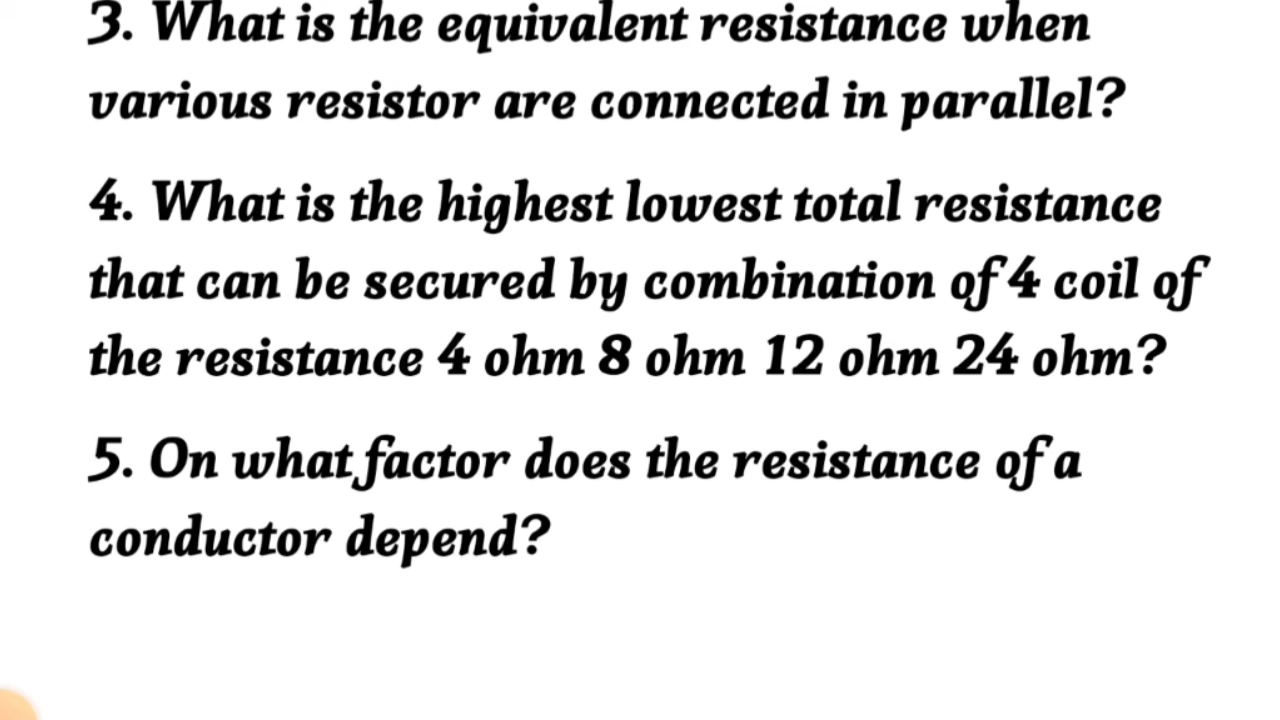 3. What is the equivalent resistance when
various resistor are connected in parallel?
4. What is the highest lowest total resistance
that can be secured by combination of 4 coil of
the resistance 4 ohm 8 ohm 12 ohm 24 ohm?
5. On what factor does the resistance of a
conductor depend?